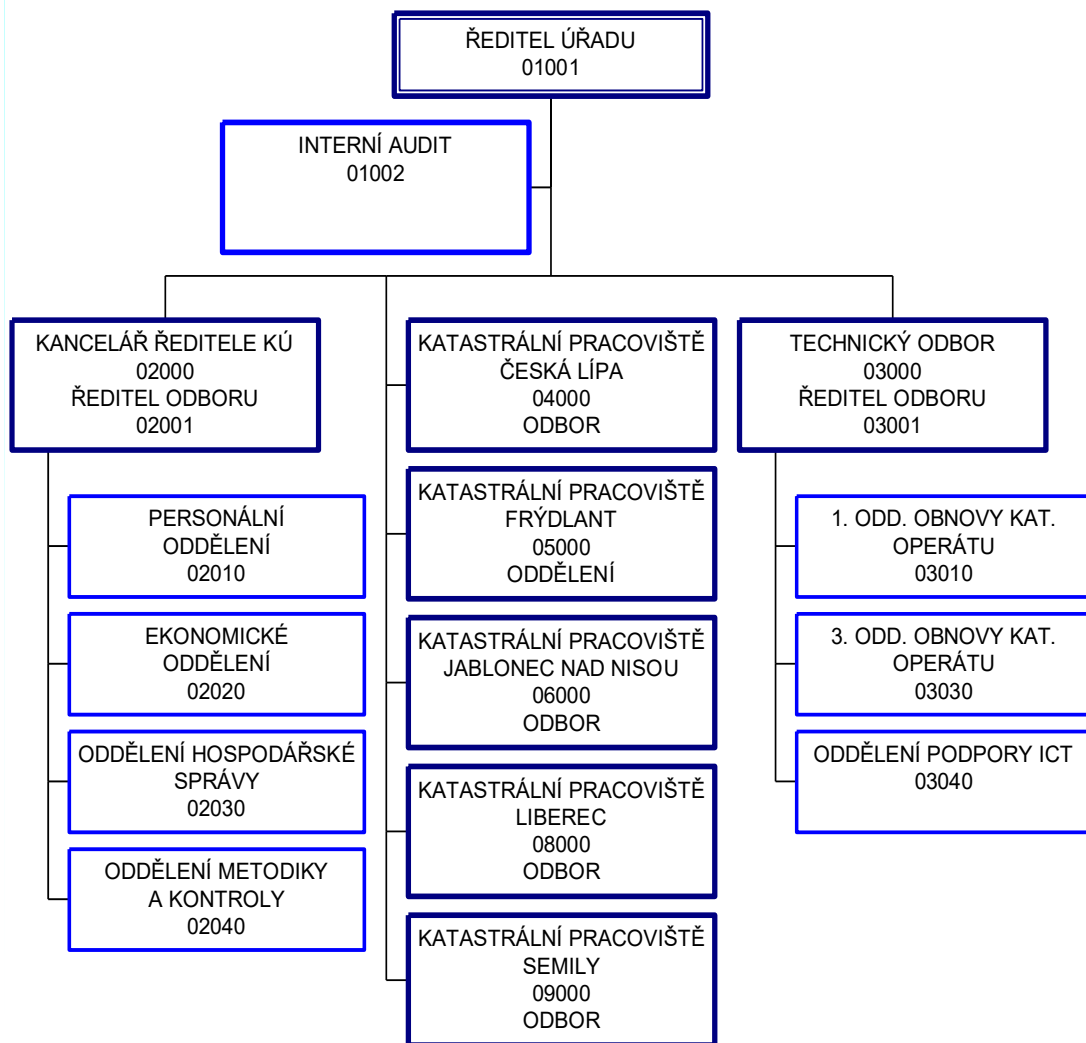 ŘEDITEL ÚŘADU
01001
INTERNÍ AUDIT
01002
KANCELÁŘ ŘEDITELE KÚ
02000
ŘEDITEL ODBORU
02001
PERSONÁLNÍ
ODDĚLENÍ
02010
EKONOMICKÉ
ODDĚLENÍ
02020
ODDĚLENÍ HOSPODÁŘSKÉ
SPRÁVY
02030
ODDĚLENÍ METODIKY
A KONTROLY
02040
KATASTRÁLNÍ PRACOVIŠTĚ
ČESKÁ LÍPA
04000
ODBOR
KATASTRÁLNÍ PRACOVIŠTĚ
FRÝDLANT
05000
ODDĚLENÍ
KATASTRÁLNÍ PRACOVIŠTĚ
JABLONEC NAD NISOU
06000
ODBOR
KATASTRÁLNÍ PRACOVIŠTĚ
LIBEREC
08000
ODBOR
KATASTRÁLNÍ PRACOVIŠTĚ
SEMILY
09000
ODBOR
TECHNICKÝ ODBOR
03000
ŘEDITEL ODBORU
03001
1. ODD. OBNOVY KAT.
OPERÁTU
03010
3. ODD. OBNOVY KAT.
OPERÁTU
03030
ODDĚLENÍ PODPORY ICT
03040